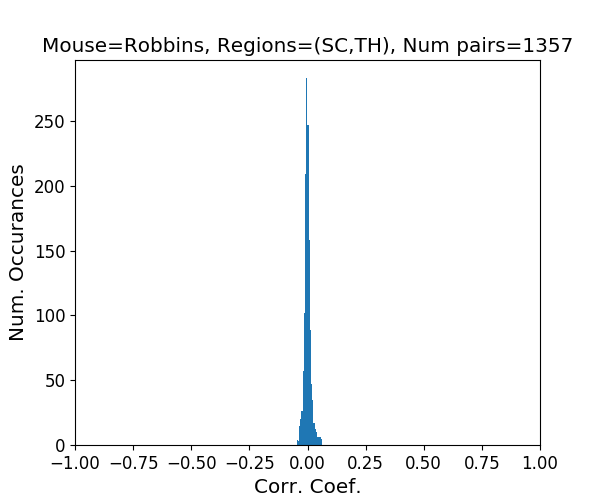 Mouse=Robbins, Regions=(SC,TH), Num pairs=1357
Num. Occurances
250
200
150
100
50
0
−1.00 −0.75 −0.50 −0.25 0.00 0.25 0.50 0.75 1.00
Corr. Coef.